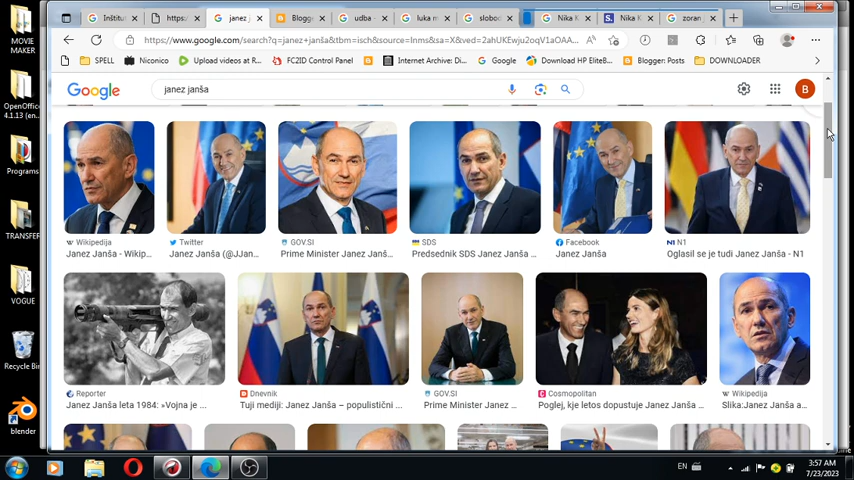 MOVIE
MAKER
OpenOffice
4.1.13 (en...
Programs
TRANSFER
VOGUE
Recycle Bin
blender
Inštitu
https:
janez j
Blogge
udba
luka m
slobo
Nika K
Nika K
zoran
https://www.google.com/search?q=janez+janša&tbm=isch&source=lnms&sa=X&ved=2ahUKEwju2oqV1aOAA...
SPELL
Niconico
Upload videos at R...
FC2ID Control Panel
Internet Archive: Di...
Google
Download HP EliteB...
Blogger: Posts
DOWNLOADER
Google
janez janša
B
Wikipedija
Janez Janša - Wikip...
Twitter
Janez Janša (@JJan...
GOV.SI
Prime Minister Janez Janš...
SDS
Predsednik SDS Janez Janša ...
Facebook
Janez Janša
N1
Oglasil se je tudi Janez Janša - N1
Reporter
Janez Janša leta 1984: »Vojna je ...
Dnevnik
Tuji mediji: Janez Janša – populistični ...
GOV.SI
Prime Minister Janez ...
Cosmopolitan
Poglej, kje letos dopustuje Janez Janša ...
Wikipedija
Slika:Janez Janša a...
EN
3:57 AM
7/23/2023